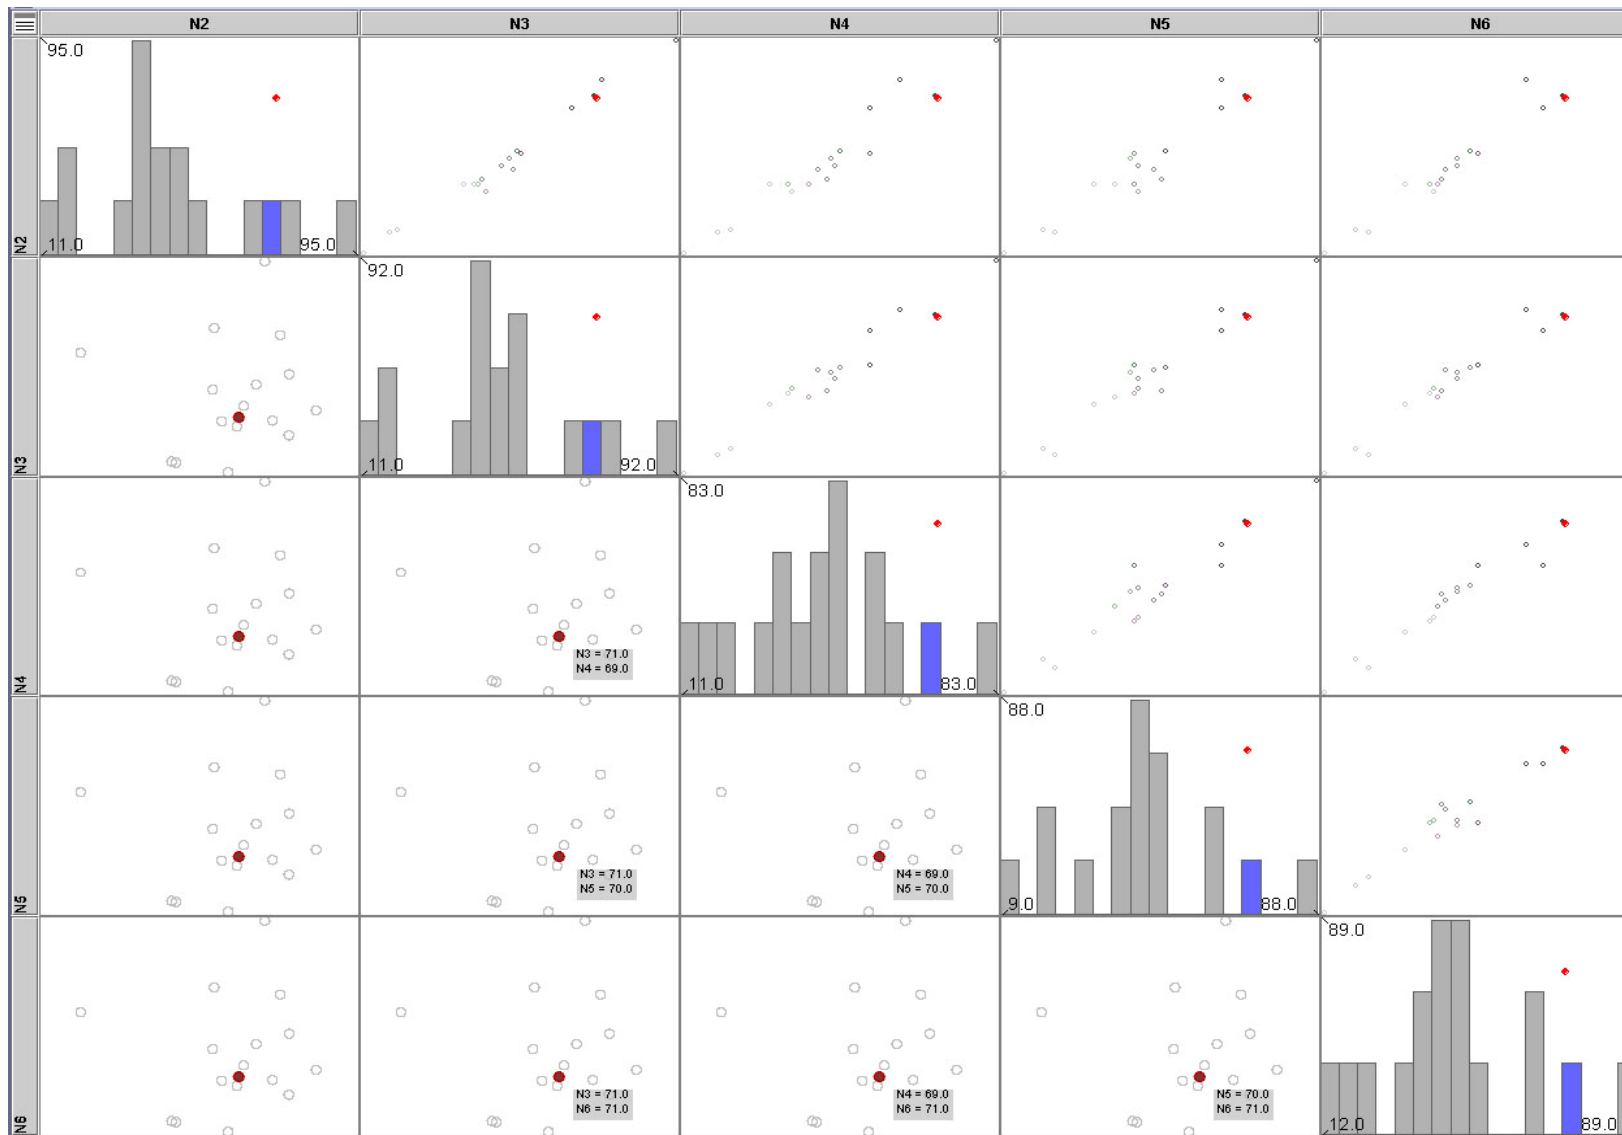 N2 N3 N4 N5 N6
N2
95.0
11.0 95.0
N3
92.0
11.0 92.0
N4
N3 = 71.0
N4 = 69.0
83.0
11.0 83.0
N5
N3 = 71.0
N5 = 70.0
N4 = 69.0
N5 = 70.0
88.0
9.0 88.0
N6
N3 = 71.0
N6 = 71.0
N4 = 69.0
N6 = 71.0
N5 = 70.0
N6 = 71.0
89.0
12.0 89.0